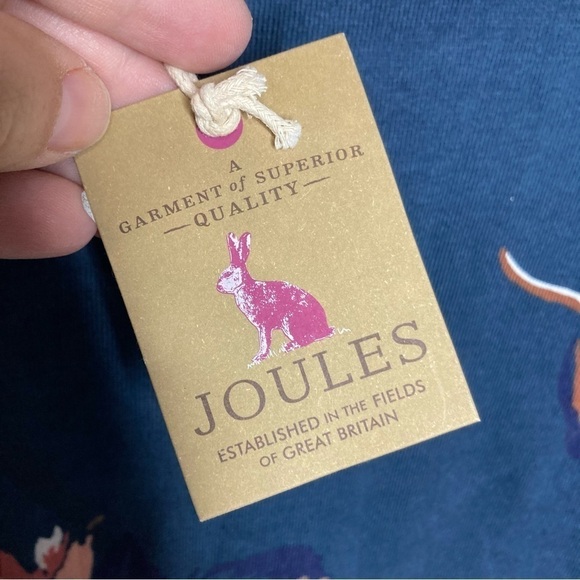 A
GARMENT of SUPERIOR
QUALITY
JOULES
ESTABLISHED IN THE FIELDS
OF GREAT BRITAIN